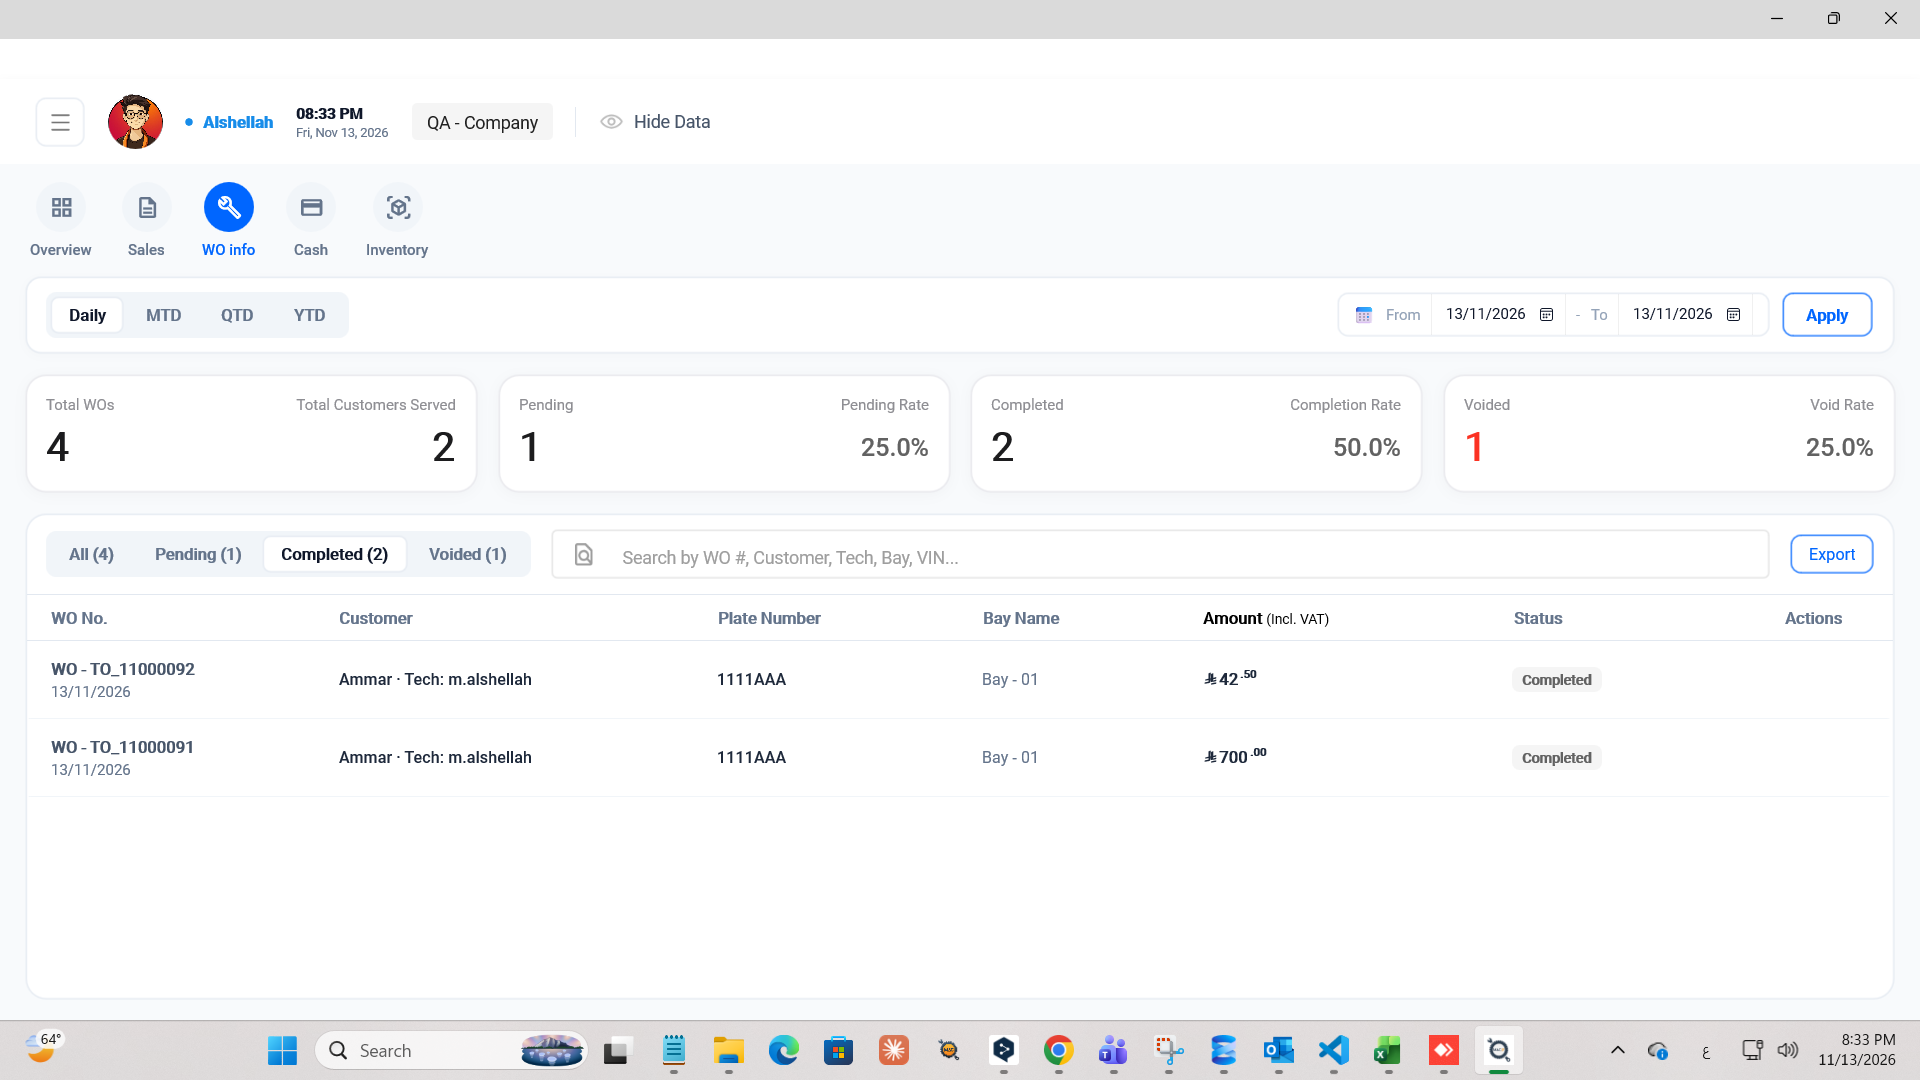 Alshellah
08:33 PM
Fri, Nov 13, 2026
QA - Company
Hide Data
Overview
Sales
WO info
Cash
Inventory
Daily
MTD
QTD
YTD
From
13/11/2026
- To
13/11/2026
Apply
Total WOs
Total Customers Served
4
2
Pending
Pending Rate
1
25.0%
Completed
Completion Rate
2
50.0%
Voided
Void Rate
1
25.0%
All (4)
Pending (1)
Completed (2)
Voided (1)
Search by WO #, Customer, Tech, Bay, VIN...
Export
WO No.
Customer
Plate Number
Bay Name
Amount (Incl. VAT)
Status
Actions
WO - TO_11000092
13/11/2026
Ammar · Tech: m.alshellah
1111AAA
Bay - 01
⃁ 42.50
Completed
WO - TO_11000091
13/11/2026
Ammar · Tech: m.alshellah
1111AAA
Bay - 01
⃁ 700.00
Completed
64°
Search
ع
8:33 PM
11/13/2026